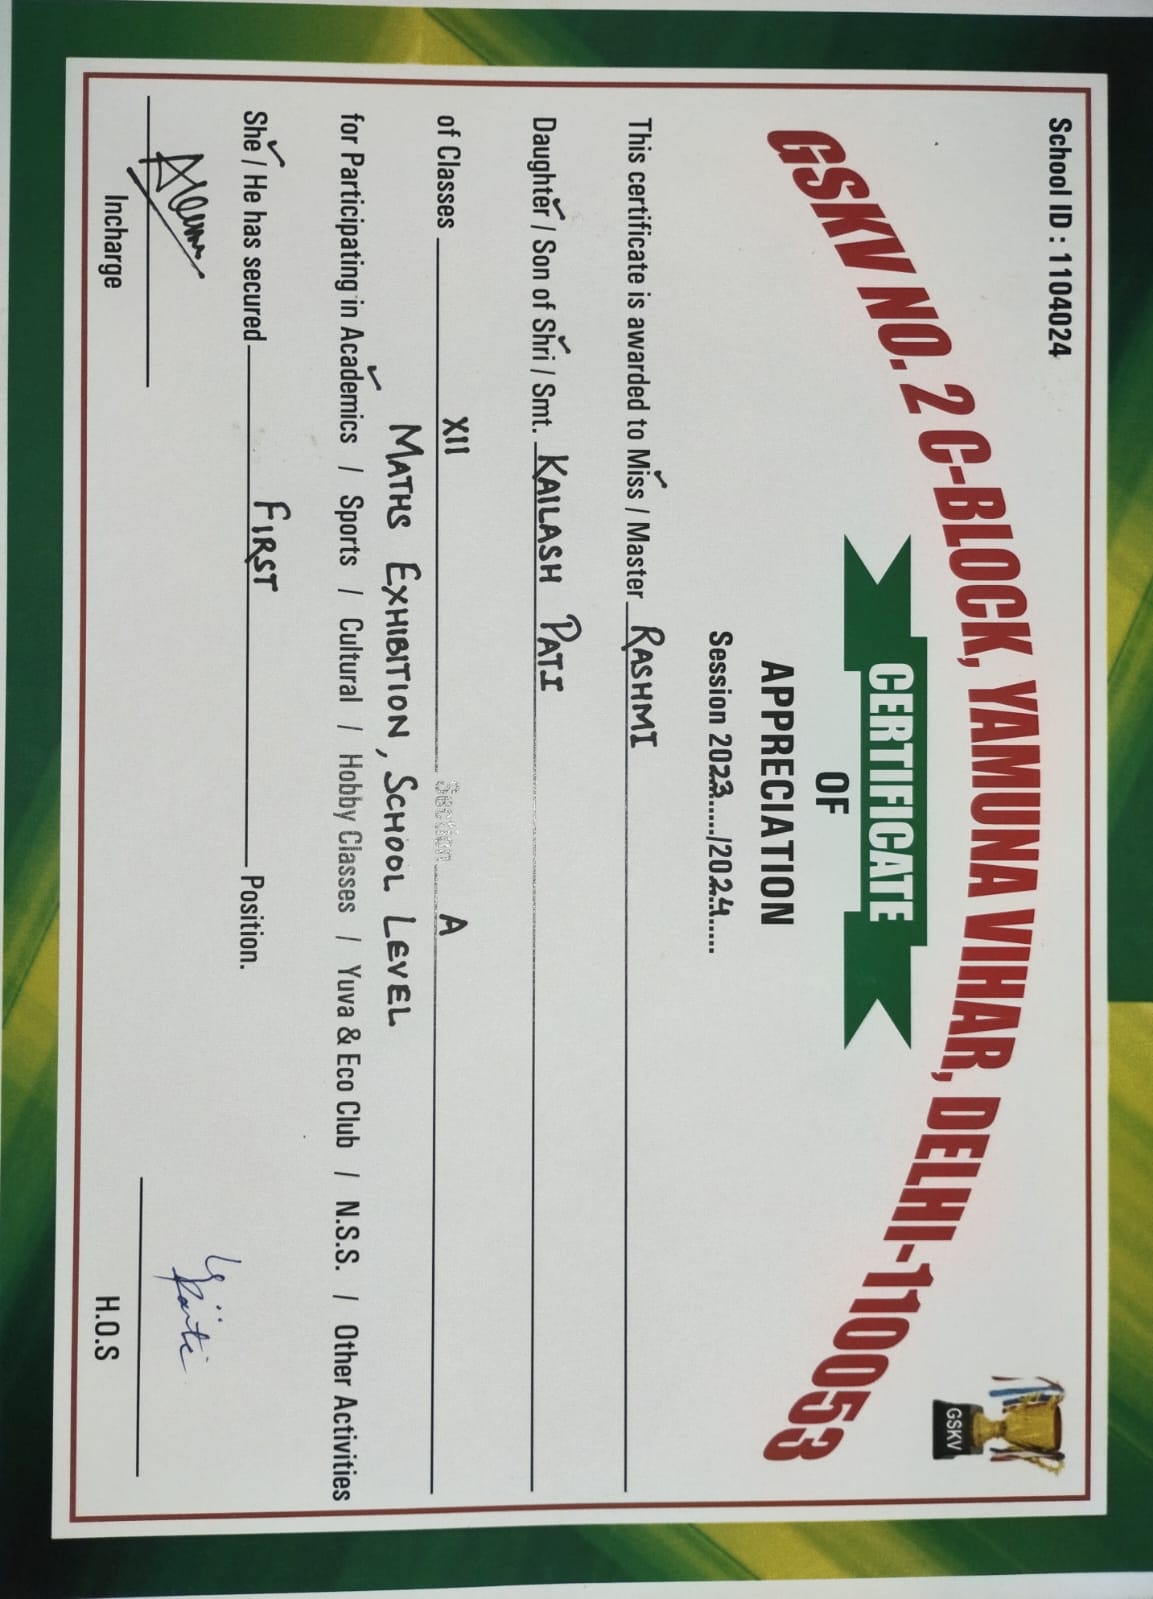 School ID : 1104024
GSKV NO. 2 C-BLOCK, YAMUNA VIHAR, DELHI-110053
GSKV
CERTIFICATE
OF
APPRECIATION
Session 2023...../2024.....
This certificate is awarded to Miss / Master RASHMI
Daughter / Son of Shri / Smt. KAILASH PATI
of Classes XII Section A
MATHS EXHIBITION, SCHOOL LEVEL
for Participating in Academics / Sports / Cultural / Hobby Classes / Yuva & Eco Club / N.S.S. / Other Activities
She / He has secured FIRST Position.
Incharge
H.O.S